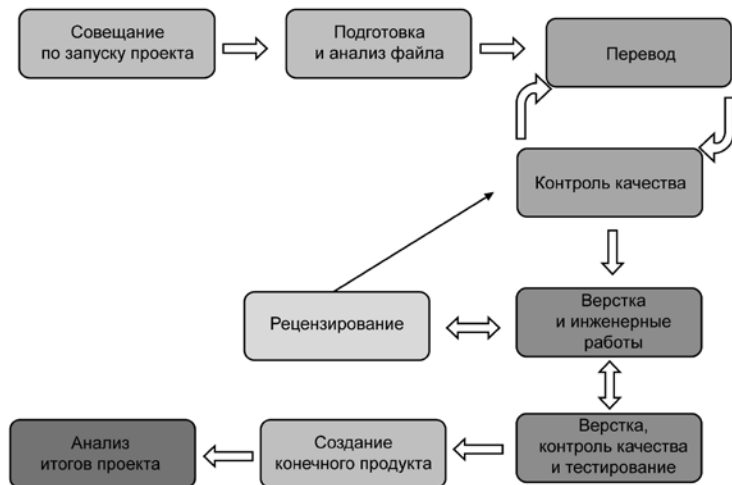 Совещание
по запуску проекта
Подготовка
и анализ файла
Перевод
Контроль качества
Рецензирование
Верстка
и инженерные
работы
Анализ
итогов проекта
Создание
конечного продукта
Верстка,
контроль качества
и тестирование